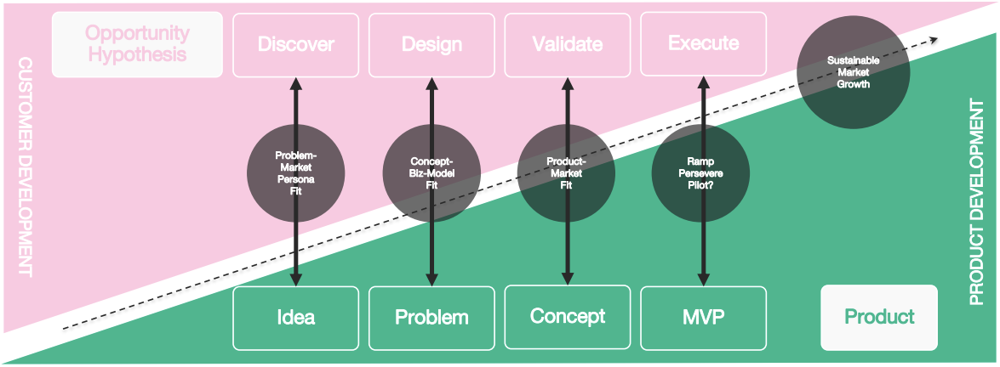 CUSTOMER DEVELOPMENT
Opportunity
Hypothesis
Discover
Design
Validate
Execute
Sustainable
Market
Growth
Problem-
Market
Persona
Fit
Concept-
Biz-Model
Fit
Product-
Market
Fit
Ramp
Persevere
Pilot?
PRODUCT DEVELOPMENT
Idea
Problem
Concept
MVP
Product